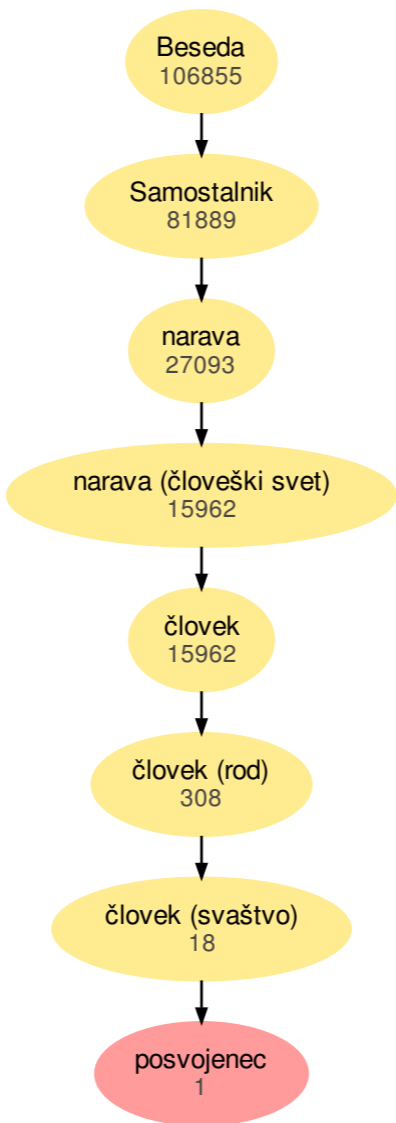 Beseda
106855
Samostalnik
81889
narava
27093
narava (človeški svet)
15962
človek
15962
človek (rod)
308
človek (svaštvo)
18
posvojenec
1